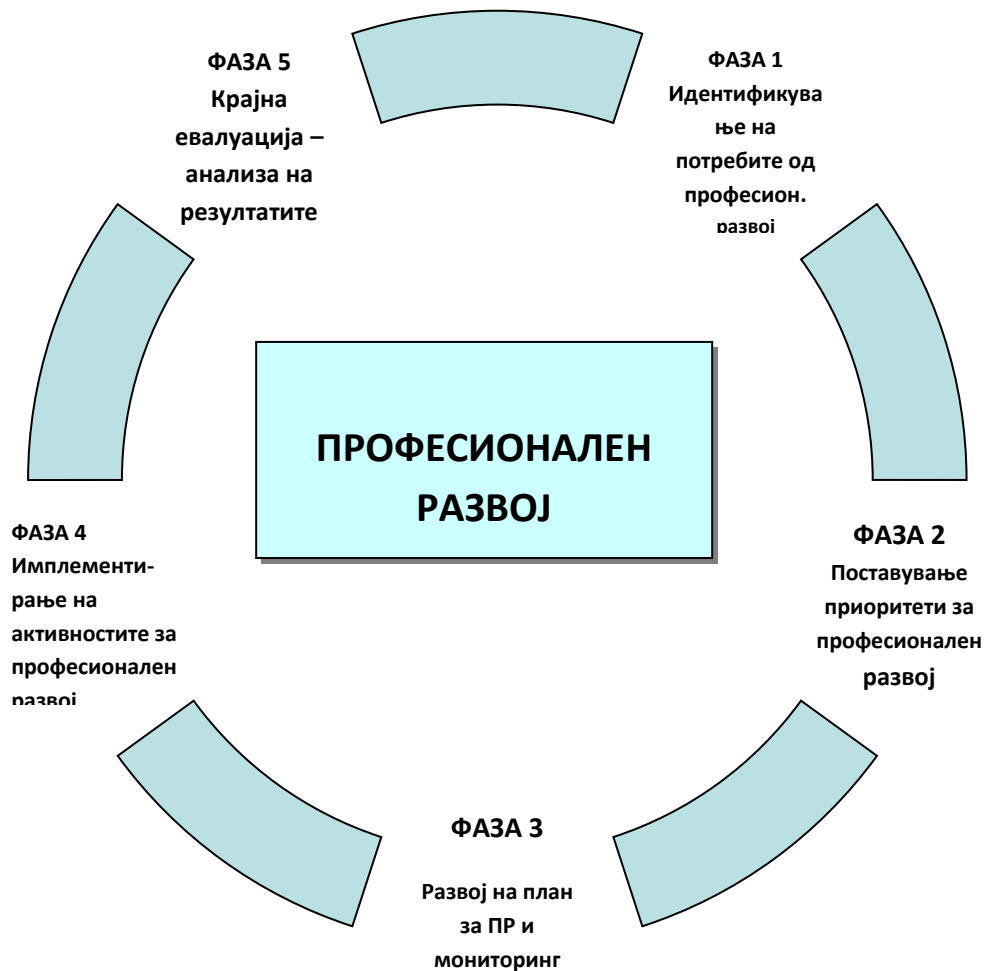 ФАЗА 5
Крајна
евалуација –
анализа на
резултатите
ФАЗА 1
Идентификува
ње на
потребите од
професион.
развој
ПРОФЕСИОНАЛЕН
РАЗВОЈ
ФАЗА 4
Имплементи-
рање на
активностите за
професионален
развој
ФАЗА 2
Поставување
приоритети за
професионален
развој
ФАЗА 3
Развој на план
за ПР и
мониторинг